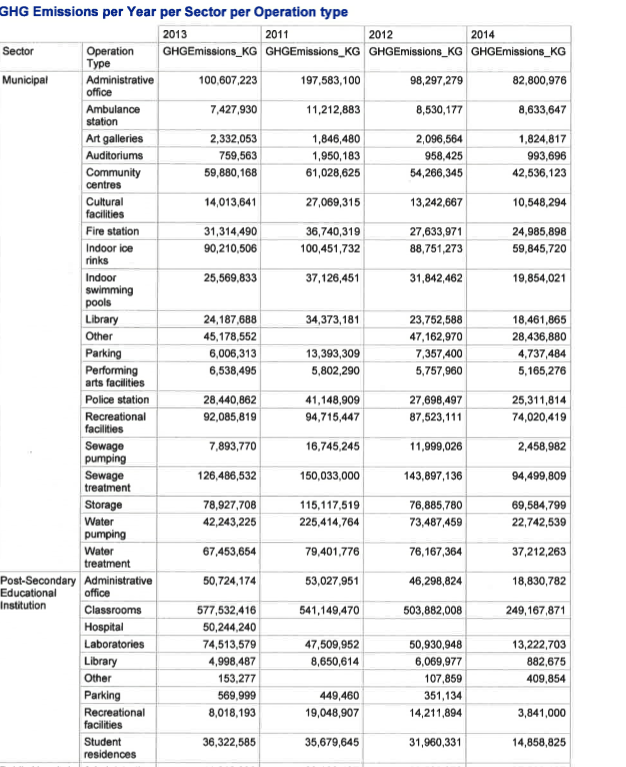 GHG Emissions per Year per Sector per Operation type
2013 2011 2012 2014
Sector Operation Type GHGEmissions_KG GHGEmissions_KG GHGEmissions_KG GHGEmissions_KG
Municipal Administrative office 100,607,223 197,583,100 98,297,279 82,800,976
Ambulance station 7,427,930 11,212,883 8,530,177 8,633,647
Art galleries 2,332,053 1,846,480 2,096,564 1,824,817
Auditoriums 759,563 1,950,183 958,425 993,696
Community centres 59,880,168 61,028,625 54,266,345 42,536,123
Cultural facilities 14,013,641 27,069,315 13,242,667 10,548,294
Fire station 31,314,490 36,740,319 27,633,971 24,985,898
Indoor ice rinks 90,210,506 100,451,732 88,751,273 59,845,720
Indoor swimming pools 25,569,833 37,126,451 31,842,462 19,854,021
Library 24,187,688 34,373,181 23,752,588 18,461,865
Other 45,178,552 47,162,970 28,436,880
Parking 6,006,313 13,393,309 7,357,400 4,737,484
Performing arts facilities 6,538,495 5,802,290 5,757,960 5,165,276
Police station 28,440,862 41,148,909 27,698,497 25,311,814
Recreational facilities 92,085,819 94,715,447 87,523,111 74,020,419
Sewage pumping 7,893,770 16,745,245 11,999,026 2,458,982
Sewage treatment 126,486,532 150,033,000 143,897,136 94,499,809
Storage 78,927,708 115,117,519 76,885,780 69,584,799
Water pumping 42,243,225 225,414,764 73,487,459 22,742,539
Water treatment 67,453,654 79,401,776 76,167,364 37,212,263
Post-Secondary Educational Institution Administrative office 50,724,174 53,027,951 46,298,824 18,830,782
Classrooms 577,532,416 541,149,470 503,882,008 249,167,871
Hospital 50,244,240
Laboratories 74,513,579 47,509,952 50,930,948 13,222,703
Library 4,998,487 8,650,614 6,069,977 882,675
Other 153,277 107,859 409,854
Parking 569,999 449,460 351,134
Recreational facilities 8,018,193 19,048,907 14,211,894 3,841,000
Student residences 36,322,585 35,679,645 31,960,331 14,858,825